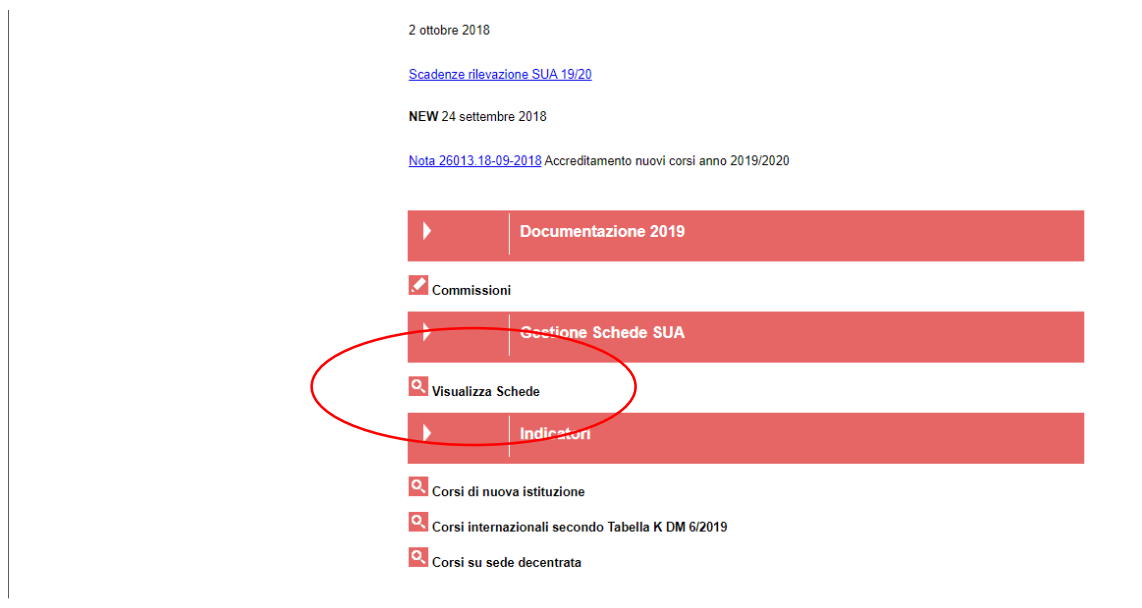 2 ottobre 2018
Scadenze rilevazione SUA 19/20
NEW 24 settembre 2018
Nota 26013.18-09-2018 Accreditamento nuovi corsi anno 2019/2020
Documentazione 2019
Commissioni
Gestione Schede SUA
Visualizza Schede
Indicatori
Corsi di nuova istituzione
Corsi internazionali secondo Tabella K DM 6/2019
Corsi su sede decentrata